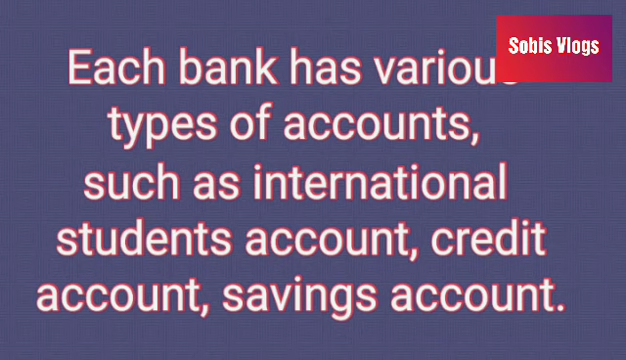 Sobis Vlogs
Each bank has various
types of accounts,
such as international
students account, credit
account, savings account.